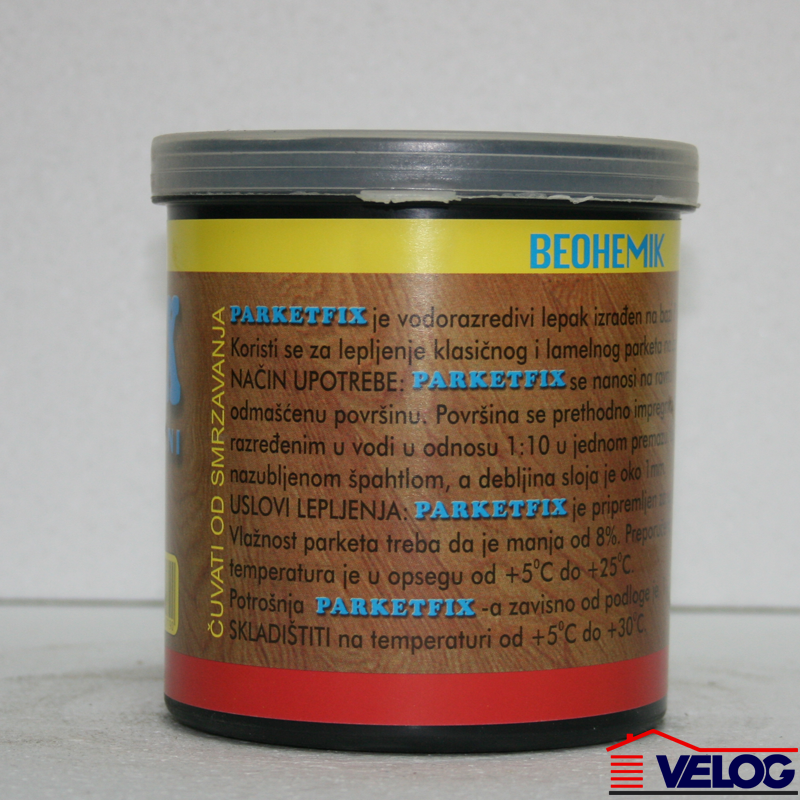 BEOHEMIK
PARKETFIX je vodorazredivi lepak izrađen na
Koristi se za lepljenje klasičnog i lamelnog parketa
NAČIN UPOTREBE: PARKETFIX se nanosi na
odmašćenu površinu. Površina se prethodno
razređenim u vodi u odnosu 1:10 u jednom
nazubljenom špahtlom, a debljina sloja je oko 1mm.
USLOVI LEPLJENJA: PARKETFIX je pripremljen
Vlažnost parketa treba da je manja od 8%.
temperatura je u opsegu od +5°C do +25°C.
Potrošnja PARKETFIX -a zavisno od podloge je
SKLADIŠTITI na temperaturi od +5°C do +30°C.
ČUVATI OD SMRZAVANJA
VELOG